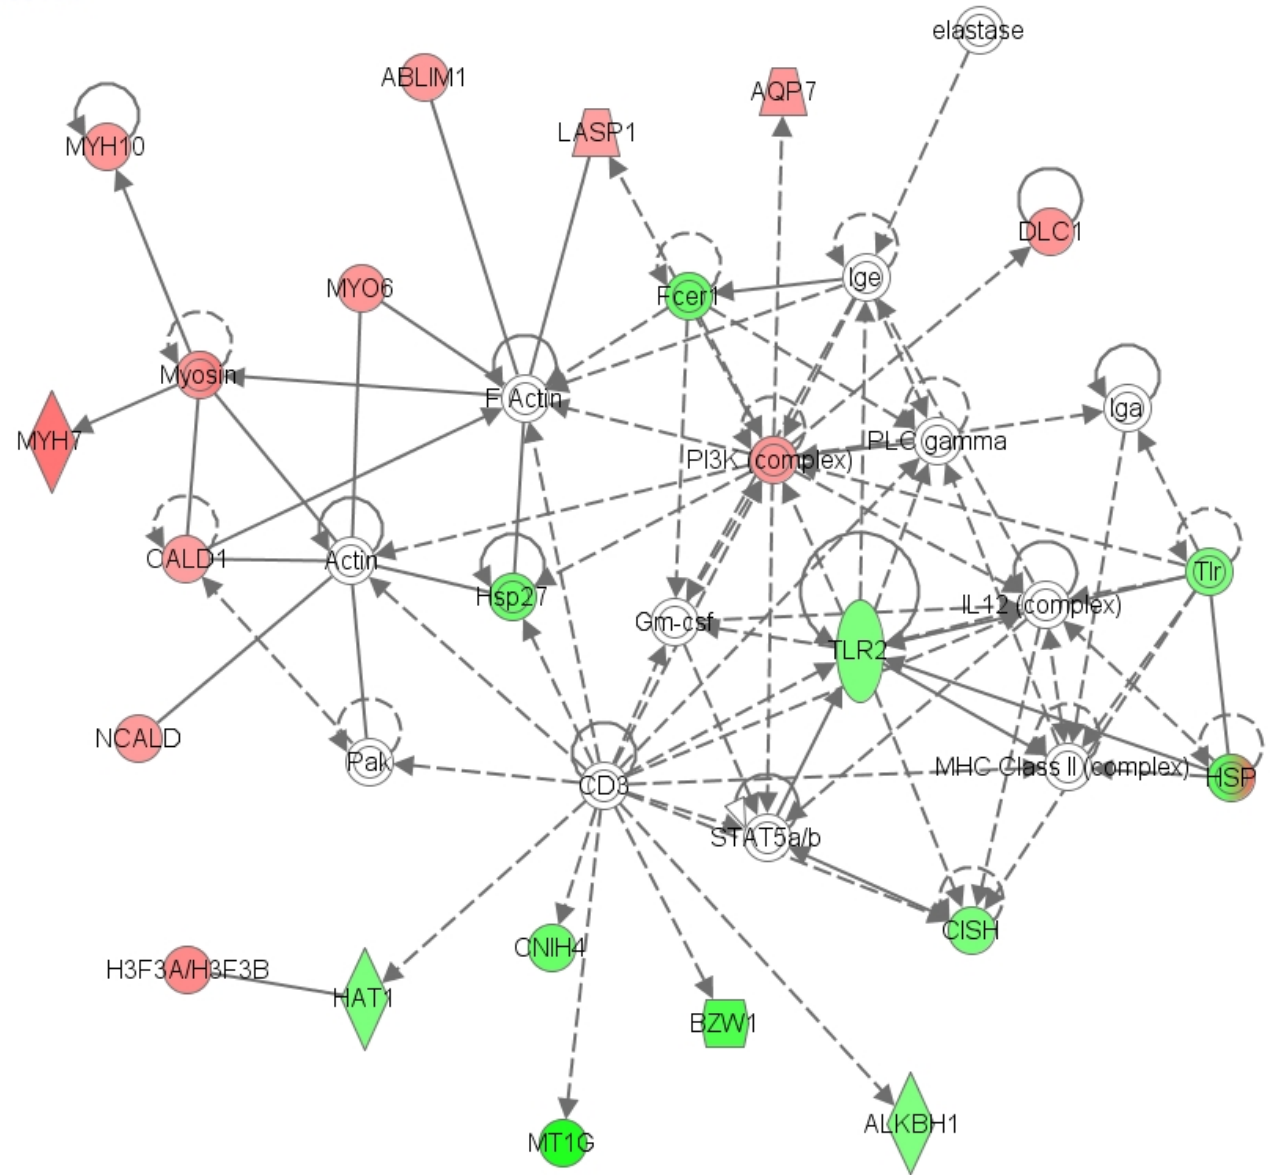 elastase
ABLIM1
AQP7
LASP1
MYH10
DLC1
Ige
MYO6
Fcer1
Myosin
F Actin
Iga
MYH7
PLC gamma
PI3K (complex)
CALD1
Actin
Tlr
Hsp27
IL12 (complex)
Gm-csf
TLR2
NCALD
Pak
MHC Class II (complex)
HSP
CD3
STAT5a/b
CISH
CNIH4
H3F3A/H3F3B
HAT1
BZW1
ALKBH1
MT1G